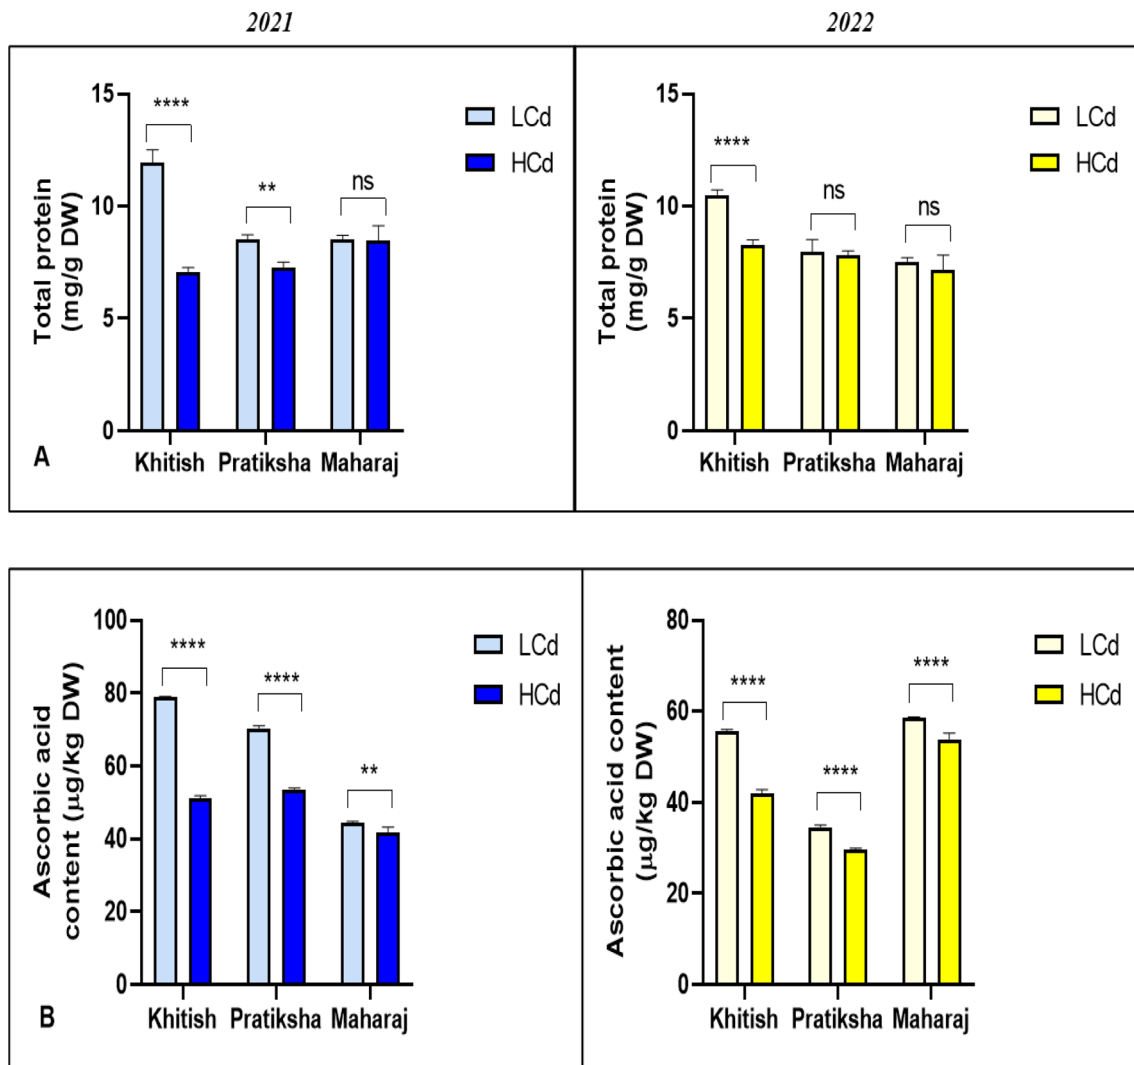 2021
2022
Total protein
(mg/g DW)
15
10
5
0
****
**
ns
LCd
HCd
Khitish Pratiksha Maharaj
A
Total protein
(mg/g DW)
15
10
5
0
****
ns
ns
LCd
HCd
Khitish Pratiksha Maharaj
Ascorbic acid
content (µg/kg DW)
100
80
60
40
20
0
****
****
**
LCd
HCd
Khitish Pratiksha Maharaj
B
Ascorbic acid content
(µg/kg DW)
80
60
40
20
0
****
****
****
LCd
HCd
Khitish Pratiksha Maharaj